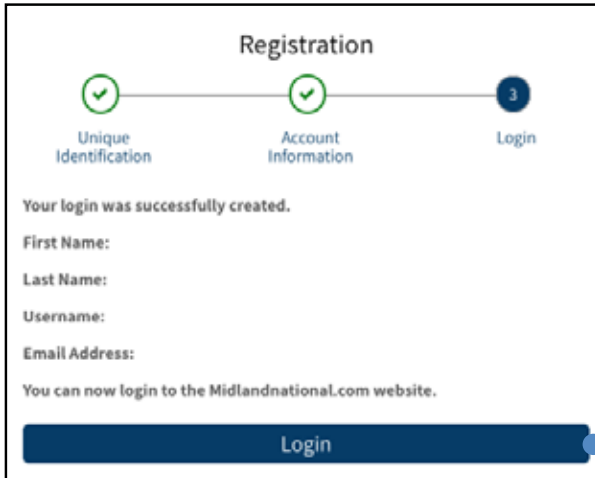 Registration
3
Unique Account Login
Identification Information
Your login was successfully created.
First Name:
Last Name:
Username:
Email Address:
You can now login to the Midlandnational.com website.
Login